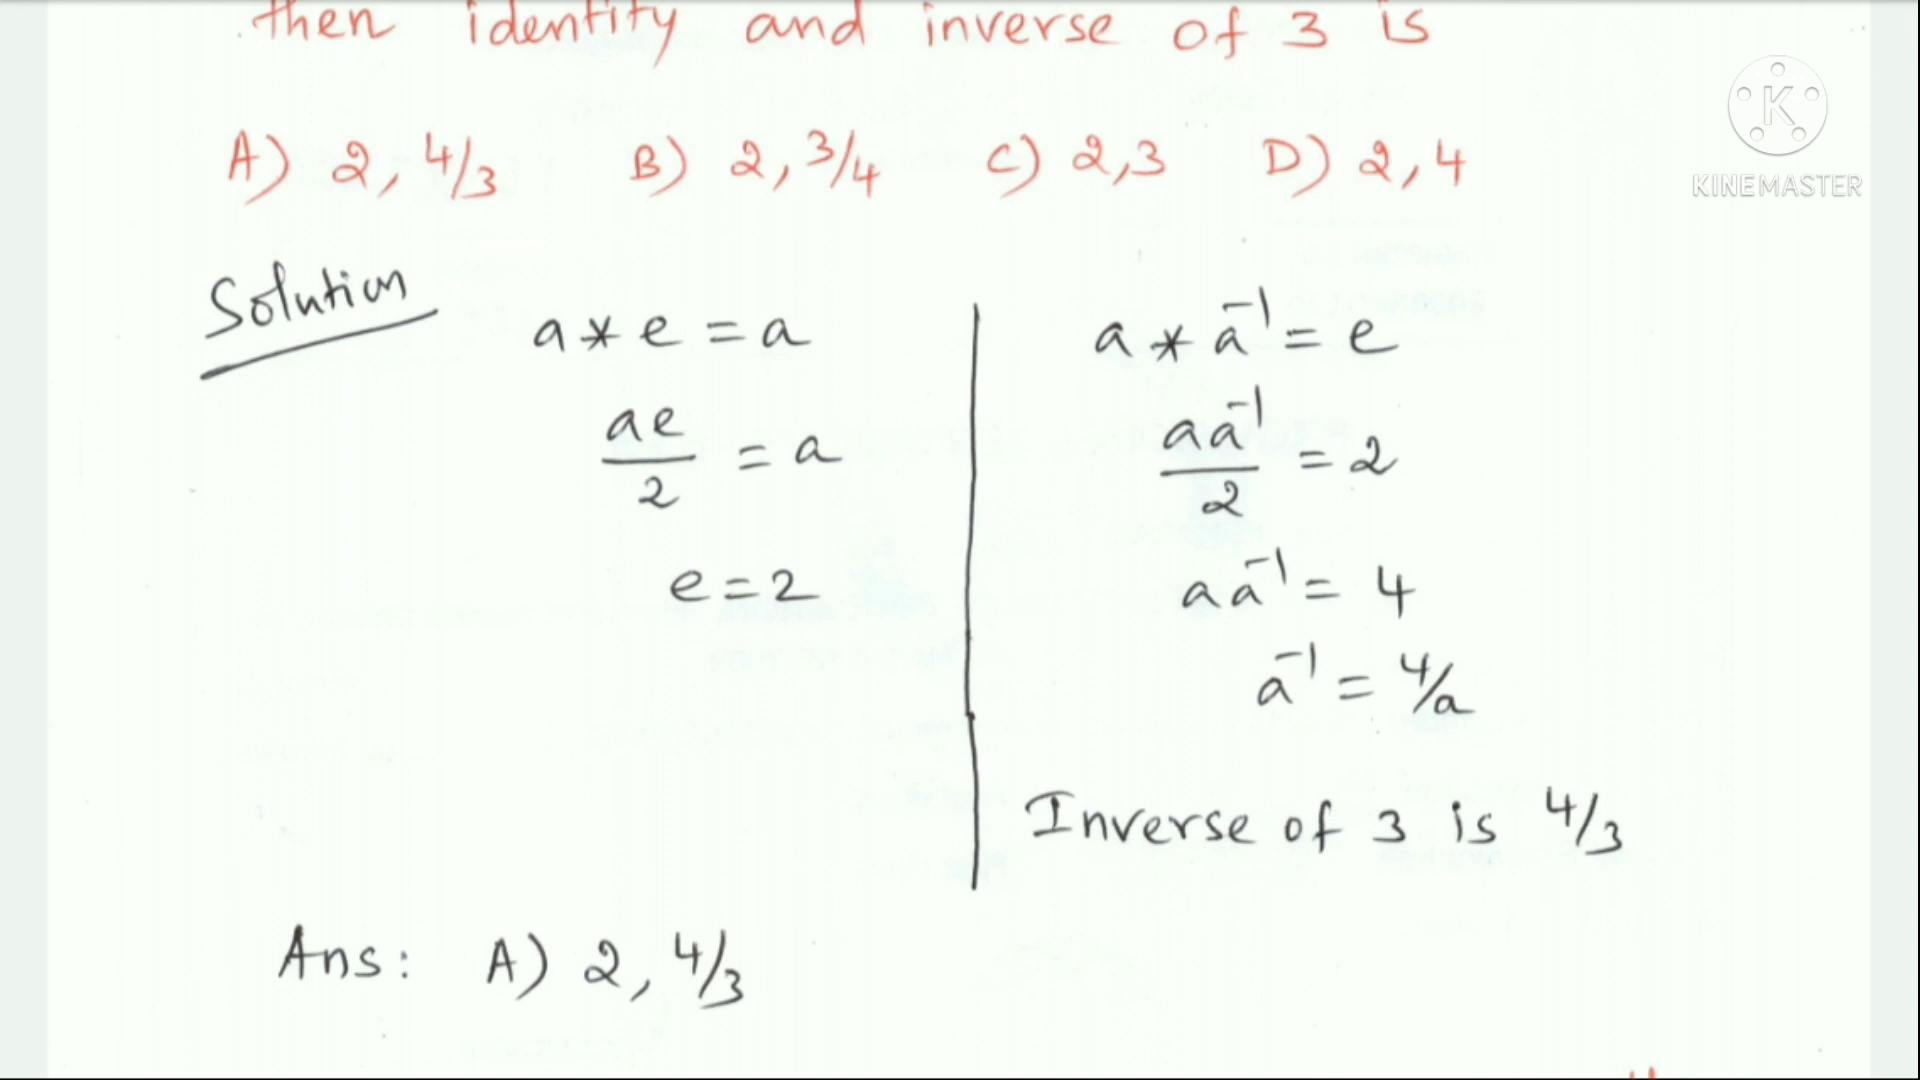 then identity and inverse of 3 is
KINEMASTER
A) 2, 4/3 B) 2, 3/4 C) 2,3 D) 2,4
Solution
a * e = a
ae/2 = a
e = 2
a * a⁻¹ = e
aa⁻¹/2 = 2
aa⁻¹ = 4
a⁻¹ = 4/a
Inverse of 3 is 4/3
Ans: A) 2, 4/3